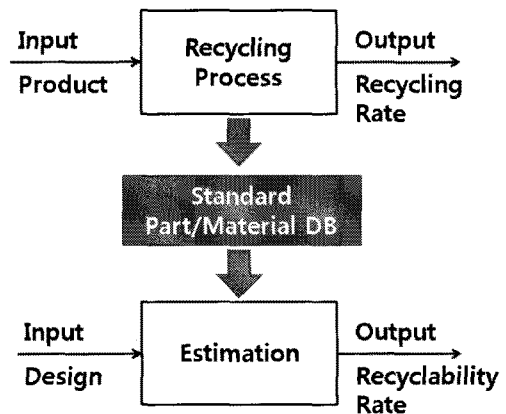 Input
Product
Recycling
Process
Output
Recycling
Rate
Standard
Part/Material DB
Input
Design
Estimation
Output
Recyclability
Rate